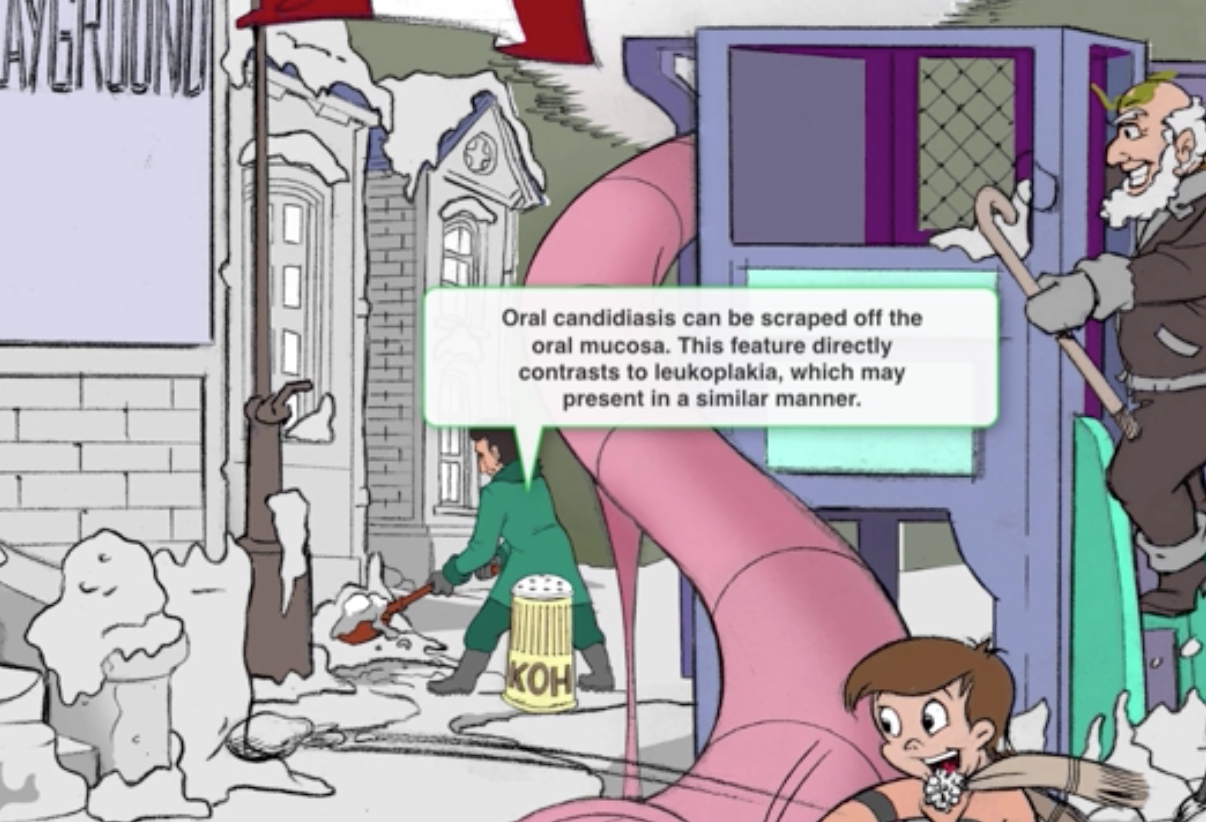 AYGROUND
Oral candidiasis can be scraped off the
oral mucosa. This feature directly
contrasts to leukoplakia, which may
present in a similar manner.
KOH